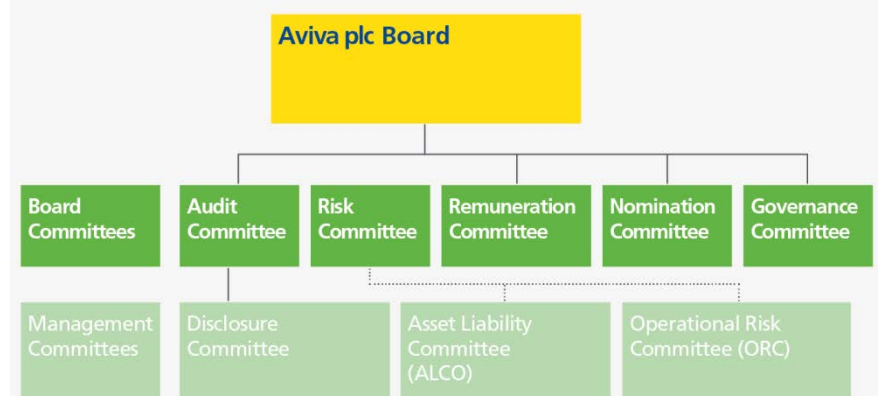 Aviva plc Board
Board
Committees
Audit
Committee
Risk
Committee
Remuneration
Committee
Nomination
Committee
Governance
Committee
Management
Committees
Disclosure
Committee
Asset Liability
Committee
(ALCO)
Operational Risk
Committee (ORC)